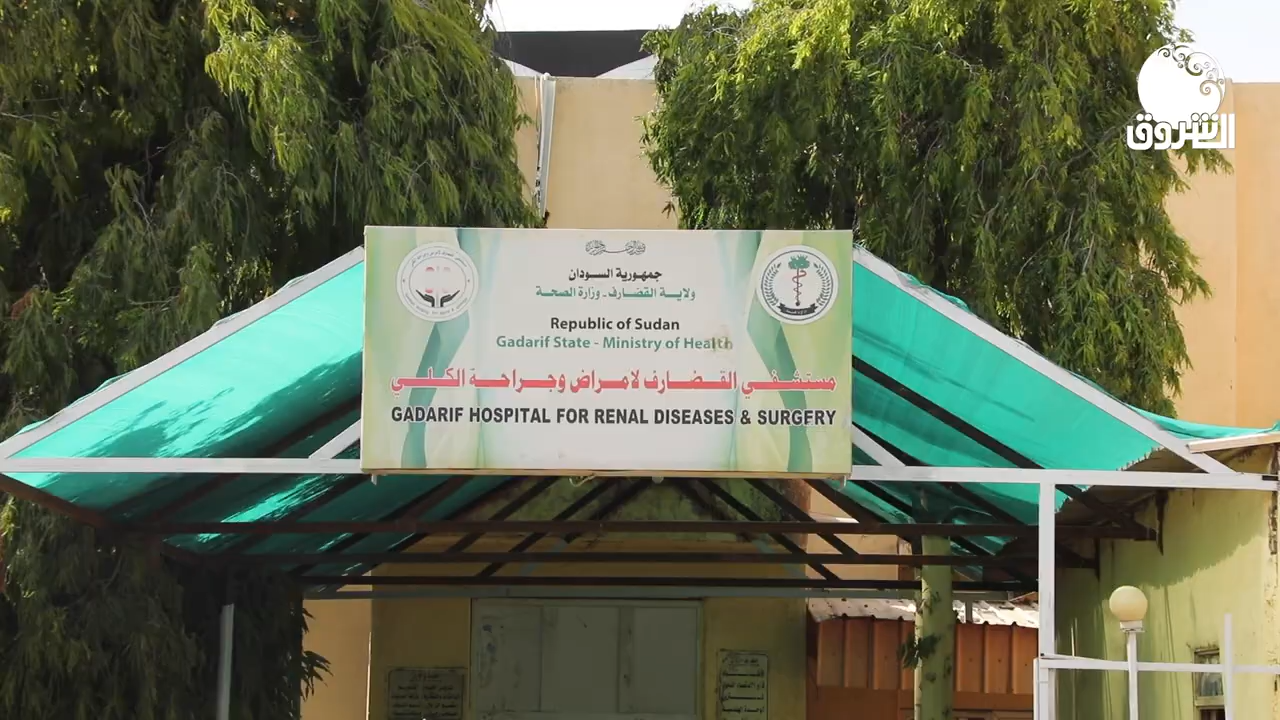 الشروق
جمهورية السودان
ولاية القضارف - وزارة الصحة
Republic of Sudan
Gadarif State - Ministry of Health
مستشفي القضارف لامراض وجراحة الكلي
GADARIF HOSPITAL FOR RENAL DISEASES & SURGERY